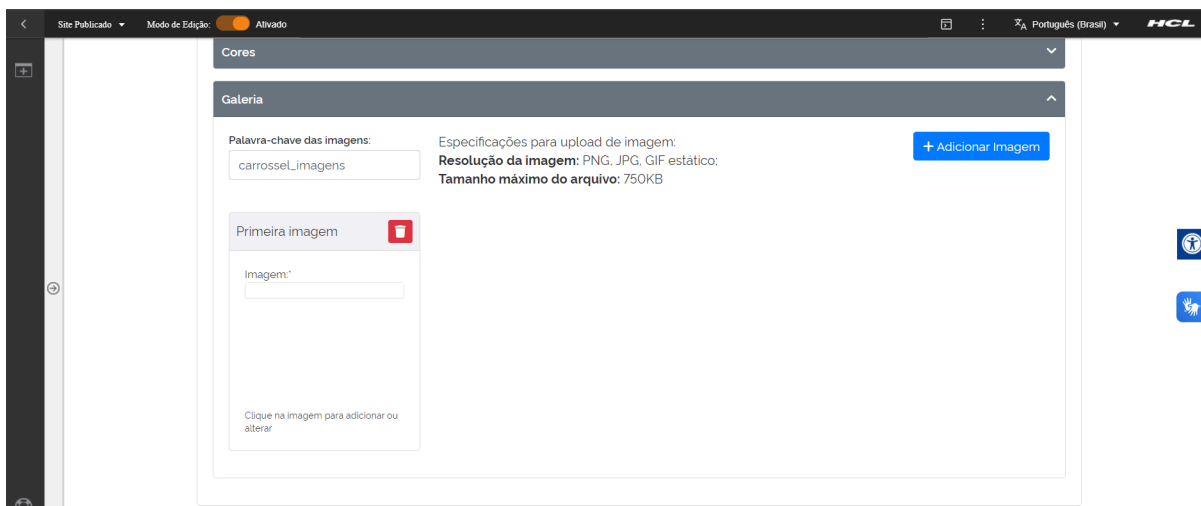 Site Publicado
Modo de Edição:
Ativado
Português (Brasil)
HCL
Cores
Galeria
Palavra-chave das imagens:
carrossel_imagens
Especificações para upload de imagem:
Resolução da imagem: PNG, JPG, GIF estático;
Tamanho máximo do arquivo: 750KB
+ Adicionar Imagem
Primeira imagem
Imagem:*
Clique na imagem para adicionar ou
alterar